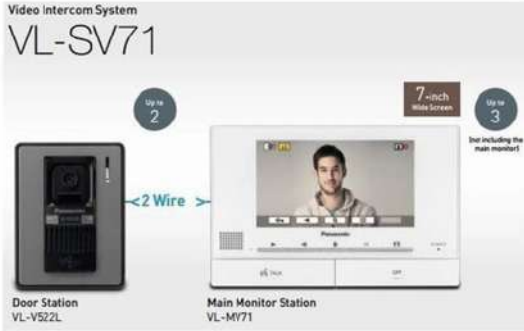 Video Intercom System
VL-SV71
7-inch
Wide Screen
Up to
2
Up to
3
(not including the
main monitor)
2 Wire
Panasonic
Panasonic
TALK
OFF
Door Station
VL-V522L
Main Monitor Station
VL-MY71